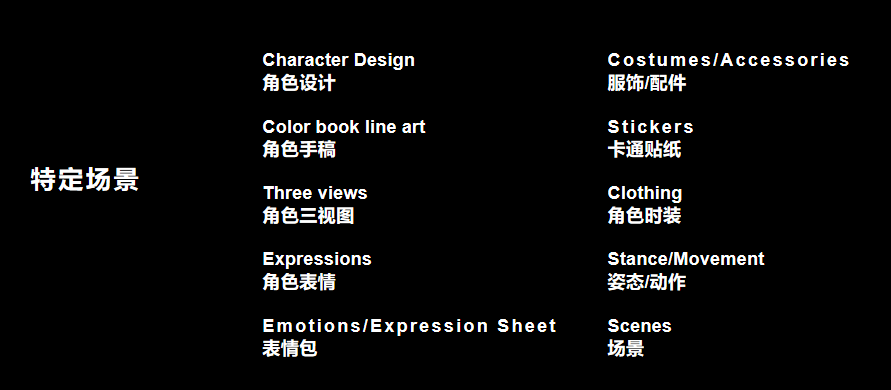 特定场景
Character Design
角色设计
Color book line art
角色手稿
Three views
角色三视图
Expressions
角色表情
Emotions/Expression Sheet
表情包
Costumes/Accessories
服饰/配件
Stickers
卡通贴纸
Clothing
角色时装
Stance/Movement
姿态/动作
Scenes
场景